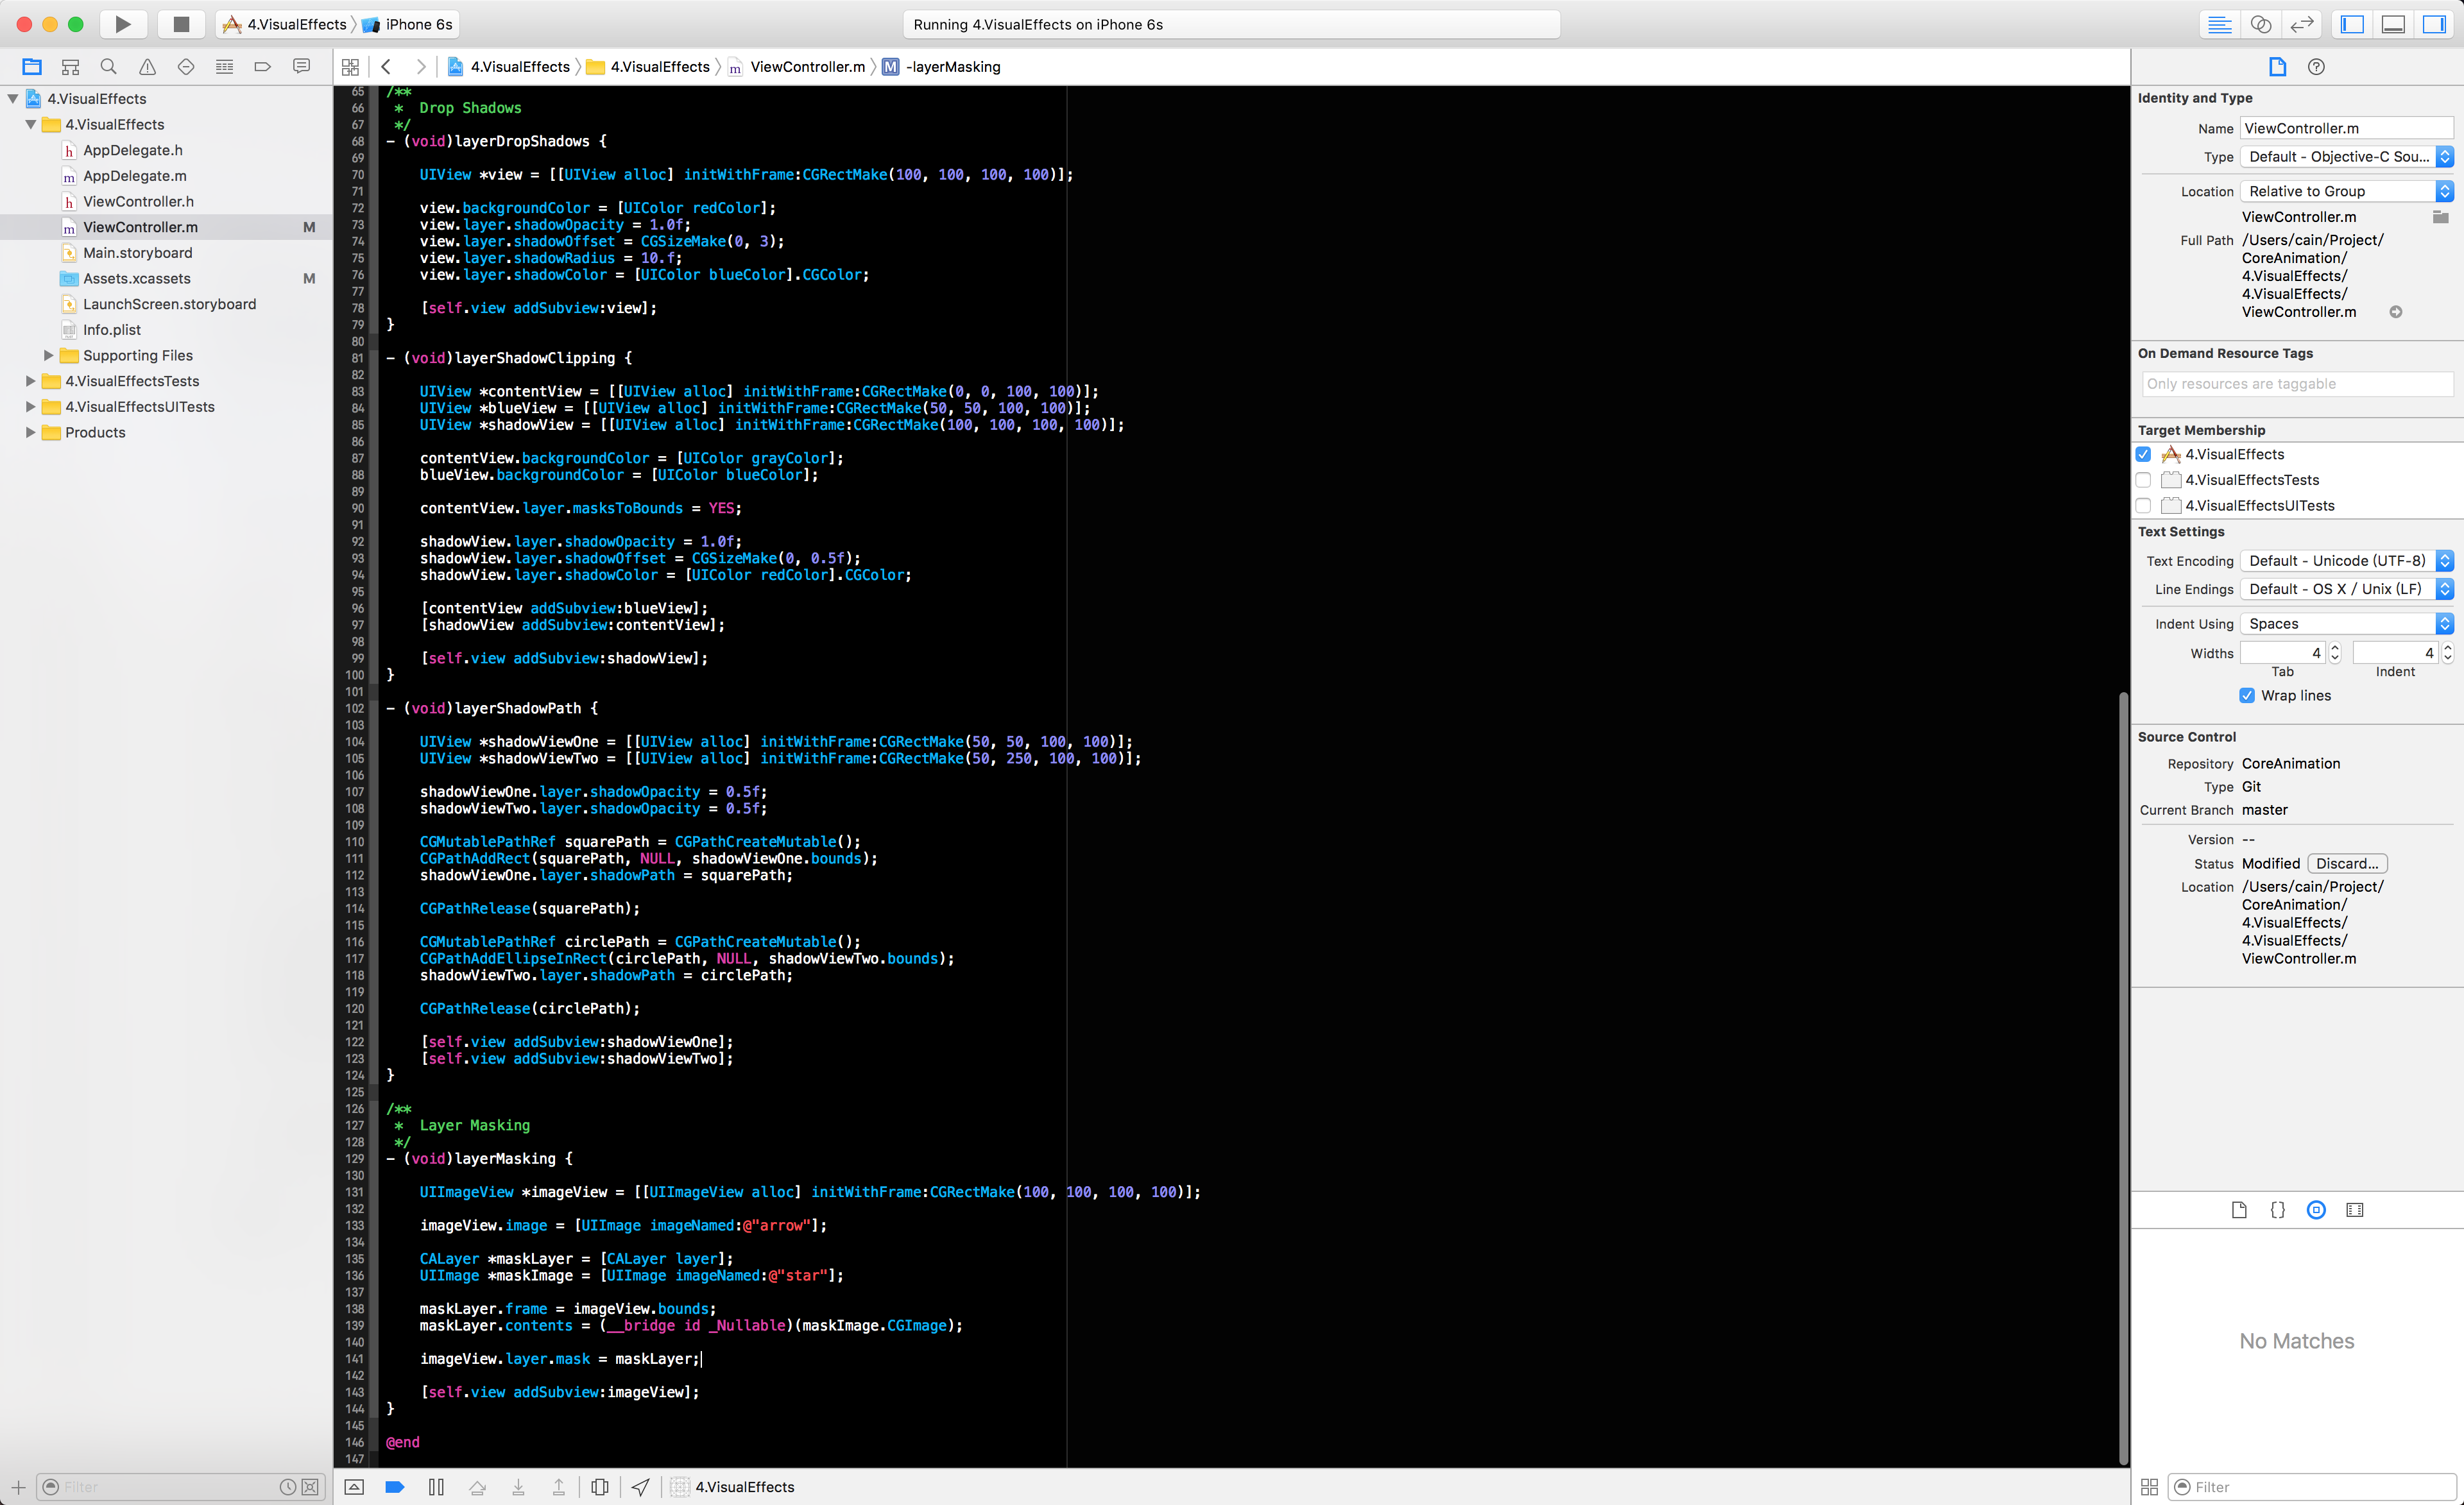 4.VisualEffects iPhone 6s
Running 4.VisualEffects on iPhone 6s
4.VisualEffects 4.VisualEffects ViewController.m M -layerMasking
4.VisualEffects
4.VisualEffects
h AppDelegate.h
m AppDelegate.m
h ViewController.h
m ViewController.m M
Main.storyboard
Assets.xcassets M
LaunchScreen.storyboard
Info.plist
Supporting Files
4.VisualEffectsTests
4.VisualEffectsUITests
Products
Filter
65 /**
66  *  Drop Shadows
67  */
68 - (void)layerDropShadows {
69
70     UIView *view = [[UIView alloc] initWithFrame:CGRectMake(100, 100, 100, 100)];
71
72     view.backgroundColor = [UIColor redColor];
73     view.layer.shadowOpacity = 1.0f;
74     view.layer.shadowOffset = CGSizeMake(0, 3);
75     view.layer.shadowRadius = 10.f;
76     view.layer.shadowColor = [UIColor blueColor].CGColor;
77
78     [self.view addSubview:view];
79 }
80
81 - (void)layerShadowClipping {
82
83     UIView *contentView = [[UIView alloc] initWithFrame:CGRectMake(0, 0, 100, 100)];
84     UIView *blueView = [[UIView alloc] initWithFrame:CGRectMake(50, 50, 100, 100)];
85     UIView *shadowView = [[UIView alloc] initWithFrame:CGRectMake(100, 100, 100, 100)];
86
87     contentView.backgroundColor = [UIColor grayColor];
88     blueView.backgroundColor = [UIColor blueColor];
89
90     contentView.layer.masksToBounds = YES;
91
92     shadowView.layer.shadowOpacity = 1.0f;
93     shadowView.layer.shadowOffset = CGSizeMake(0, 0.5f);
94     shadowView.layer.shadowColor = [UIColor redColor].CGColor;
95
96     [contentView addSubview:blueView];
97     [shadowView addSubview:contentView];
98
99     [self.view addSubview:shadowView];
100 }
101
102 - (void)layerShadowPath {
103
104     UIView *shadowViewOne = [[UIView alloc] initWithFrame:CGRectMake(50, 50, 100, 100)];
105     UIView *shadowViewTwo = [[UIView alloc] initWithFrame:CGRectMake(50, 250, 100, 100)];
106
107     shadowViewOne.layer.shadowOpacity = 0.5f;
108     shadowViewTwo.layer.shadowOpacity = 0.5f;
109
110     CGMutablePathRef squarePath = CGPathCreateMutable();
111     CGPathAddRect(squarePath, NULL, shadowViewOne.bounds);
112     shadowViewOne.layer.shadowPath = squarePath;
113
114     CGPathRelease(squarePath);
115
116     CGMutablePathRef circlePath = CGPathCreateMutable();
117     CGPathAddEllipseInRect(circlePath, NULL, shadowViewTwo.bounds);
118     shadowViewTwo.layer.shadowPath = circlePath;
119
120     CGPathRelease(circlePath);
121
122     [self.view addSubview:shadowViewOne];
123     [self.view addSubview:shadowViewTwo];
124 }
125
126 /**
127  *  Layer Masking
128  */
129 - (void)layerMasking {
130
131     UIImageView *imageView = [[UIImageView alloc] initWithFrame:CGRectMake(100, 100, 100, 100)];
132
133     imageView.image = [UIImage imageNamed:@"arrow"];
134
135     CALayer *maskLayer = [CALayer layer];
136     UIImage *maskImage = [UIImage imageNamed:@"star"];
137
138     maskLayer.frame = imageView.bounds;
139     maskLayer.contents = (__bridge id _Nullable)(maskImage.CGImage);
140
141     imageView.layer.mask = maskLayer;
142
143     [self.view addSubview:imageView];
144 }
145
146 @end
147
4.VisualEffects
Identity and Type
Name ViewController.m
Type Default - Objective-C Sou...
Location Relative to Group
ViewController.m
Full Path /Users/cain/Project/
CoreAnimation/
4.VisualEffects/
4.VisualEffects/
ViewController.m
On Demand Resource Tags
Only resources are taggable
Target Membership
4.VisualEffects
4.VisualEffectsTests
4.VisualEffectsUITests
Text Settings
Text Encoding Default - Unicode (UTF-8)
Line Endings Default - OS X / Unix (LF)
Indent Using Spaces
Widths 4 4
Tab Indent
Wrap lines
Source Control
Repository CoreAnimation
Type Git
Current Branch master
Version --
Status Modified Discard...
Location /Users/cain/Project/
CoreAnimation/
4.VisualEffects/
4.VisualEffects/
ViewController.m
No Matches
Filter